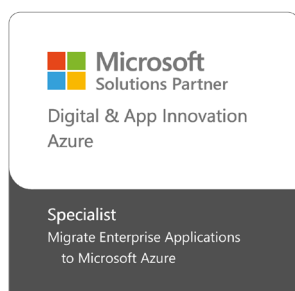 Microsoft
Solutions Partner
Digital & App Innovation
Azure
Specialist
Migrate Enterprise Applications
to Microsoft Azure